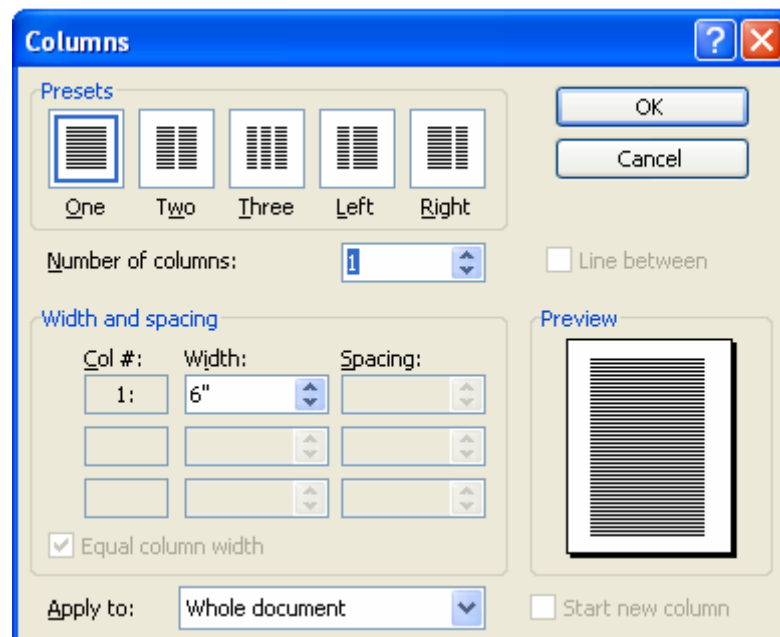 Columns
Presets
One Two Three Left Right
OK
Cancel
Number of columns: 1
Line between
Width and spacing
Col #: Width: Spacing:
1: 6"
Equal column width
Preview
Apply to: Whole document
Start new column